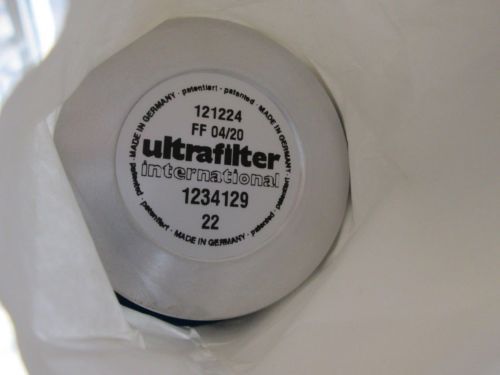 121224
FF 04/20
ultrafilter
international
1234129
22
MADE IN GERMANY · patentiert · patented · MADE IN GERMANY · patentiert · patented · MADE IN GERMANY · patentiert · patented ·